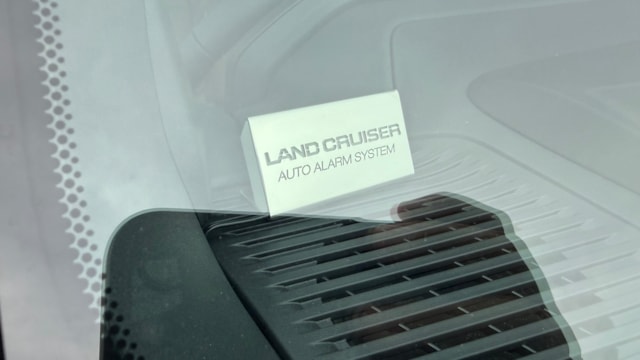 LAND CRUISER
AUTO ALARM SYSTEM